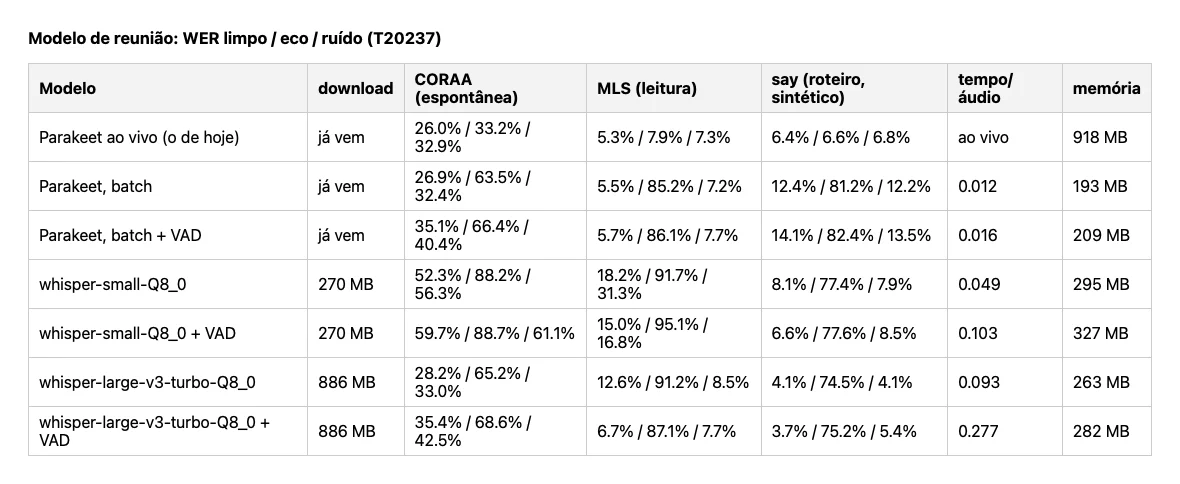 Modelo de reunião: WER limpo / eco / ruído (T20237)
Modelo | download | CORAA (espontânea) | MLS (leitura) | say (roteiro, sintético) | tempo/áudio | memória
Parakeet ao vivo (o de hoje) | já vem | 26.0% / 33.2% / 32.9% | 5.3% / 7.9% / 7.3% | 6.4% / 6.6% / 6.8% | ao vivo | 918 MB
Parakeet, batch | já vem | 26.9% / 63.5% / 32.4% | 5.5% / 85.2% / 7.2% | 12.4% / 81.2% / 12.2% | 0.012 | 193 MB
Parakeet, batch + VAD | já vem | 35.1% / 66.4% / 40.4% | 5.7% / 86.1% / 7.7% | 14.1% / 82.4% / 13.5% | 0.016 | 209 MB
whisper-small-Q8_0 | 270 MB | 52.3% / 88.2% / 56.3% | 18.2% / 91.7% / 31.3% | 8.1% / 77.4% / 7.9% | 0.049 | 295 MB
whisper-small-Q8_0 + VAD | 270 MB | 59.7% / 88.7% / 61.1% | 15.0% / 95.1% / 16.8% | 6.6% / 77.6% / 8.5% | 0.103 | 327 MB
whisper-large-v3-turbo-Q8_0 | 886 MB | 28.2% / 65.2% / 33.0% | 12.6% / 91.2% / 8.5% | 4.1% / 74.5% / 4.1% | 0.093 | 263 MB
whisper-large-v3-turbo-Q8_0 + VAD | 886 MB | 35.4% / 68.6% / 42.5% | 6.7% / 87.1% / 7.7% | 3.7% / 75.2% / 5.4% | 0.277 | 282 MB